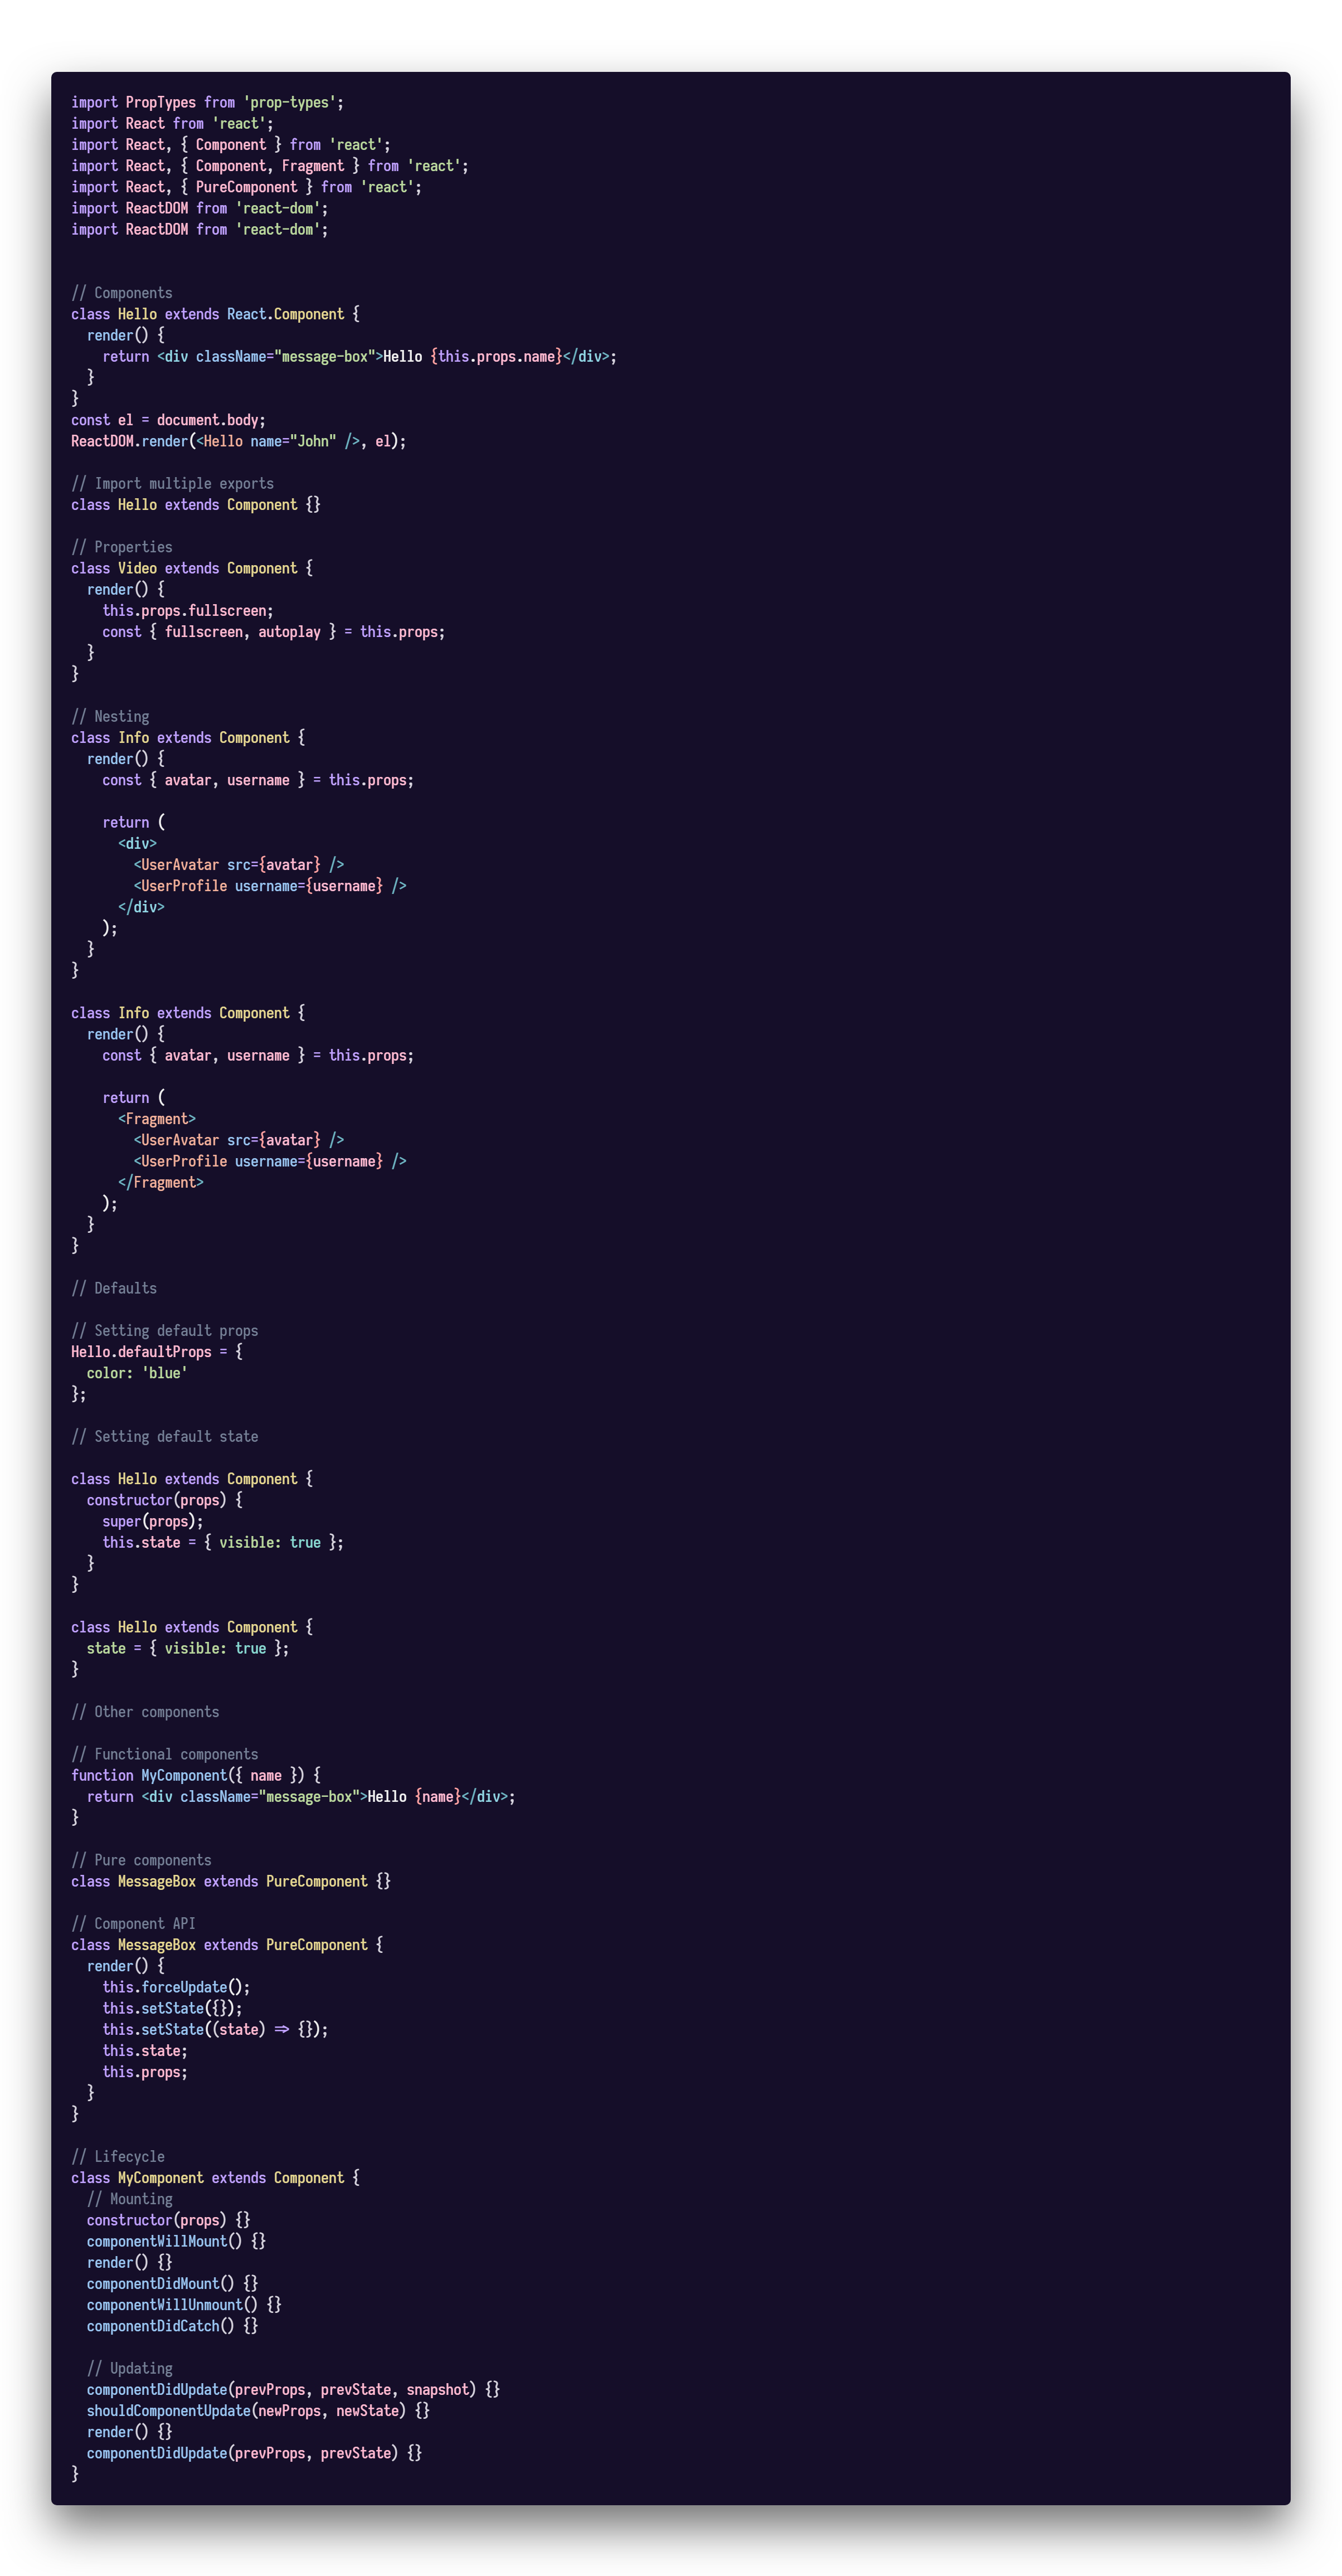 import PropTypes from 'prop-types';
import React from 'react';
import React, { Component } from 'react';
import React, { Component, Fragment } from 'react';
import React, { PureComponent } from 'react';
import ReactDOM from 'react-dom';
import ReactDOM from 'react-dom';


// Components
class Hello extends React.Component {
  render() {
    return <div className="message-box">Hello {this.props.name}</div>;
  }
}
const el = document.body;
ReactDOM.render(<Hello name="John" />, el);

// Import multiple exports
class Hello extends Component {}

// Properties
class Video extends Component {
  render() {
    this.props.fullscreen;
    const { fullscreen, autoplay } = this.props;
  }
}

// Nesting
class Info extends Component {
  render() {
    const { avatar, username } = this.props;

    return (
      <div>
        <UserAvatar src={avatar} />
        <UserProfile username={username} />
      </div>
    );
  }
}

class Info extends Component {
  render() {
    const { avatar, username } = this.props;

    return (
      <Fragment>
        <UserAvatar src={avatar} />
        <UserProfile username={username} />
      </Fragment>
    );
  }
}

// Defaults

// Setting default props
Hello.defaultProps = {
  color: 'blue'
};

// Setting default state

class Hello extends Component {
  constructor(props) {
    super(props);
    this.state = { visible: true };
  }
}

class Hello extends Component {
  state = { visible: true };
}

// Other components

// Functional components
function MyComponent({ name }) {
  return <div className="message-box">Hello {name}</div>;
}

// Pure components
class MessageBox extends PureComponent {}

// Component API
class MessageBox extends PureComponent {
  render() {
    this.forceUpdate();
    this.setState({});
    this.setState((state) => {});
    this.state;
    this.props;
  }
}

// Lifecycle
class MyComponent extends Component {
  // Mounting
  constructor(props) {}
  componentWillMount() {}
  render() {}
  componentDidMount() {}
  componentWillUnmount() {}
  componentDidCatch() {}

  // Updating
  componentDidUpdate(prevProps, prevState, snapshot) {}
  shouldComponentUpdate(newProps, newState) {}
  render() {}
  componentDidUpdate(prevProps, prevState) {}
}